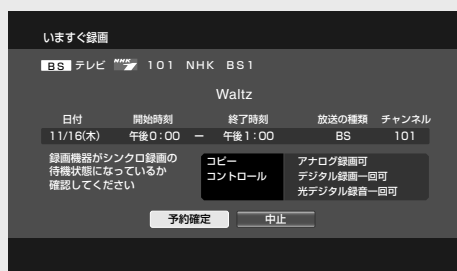 いますぐ録画
BS テレビ NHK 101 NHK BS1
Waltz
日付 開始時刻 終了時刻 放送の種類 チャンネル
11/16(木) 午後0:00 － 午後1:00 BS 101
録画機器がシンクロ録画の
待機状態になっているか
確認してください
コピー
コントロール
アナログ録画可
デジタル録画一回可
光デジタル録音一回可
予約確定 中止